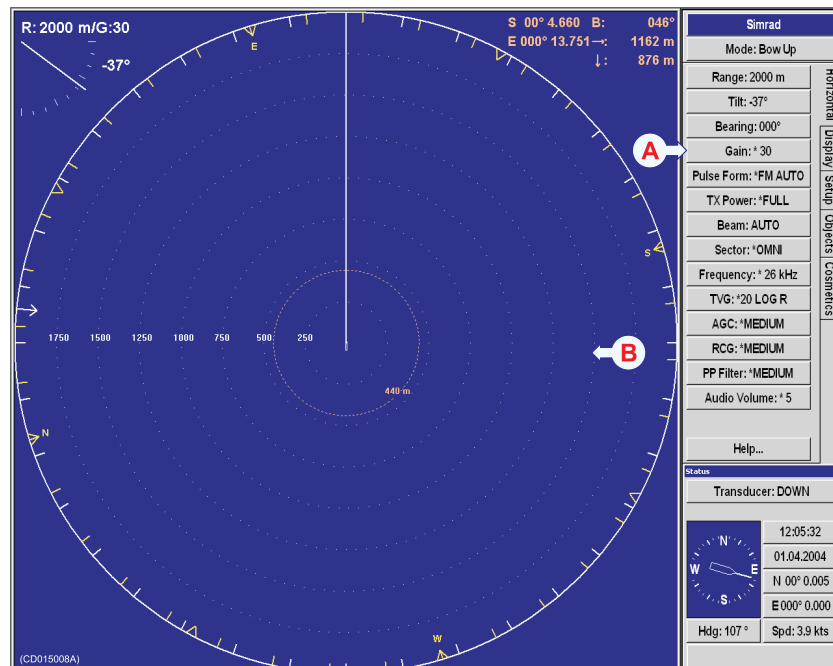 R: 2000 m/G:30
-37°
S 00° 4.660 B: 046°
E 000° 13.751→: 1162 m
↓: 876 m
E
S
N
W
1750 1500 1250 1000 750 500 250
440 m
A
B
(CD015008A)
Simrad
Mode: Bow Up
Range: 2000 m
Tilt: -37°
Bearing: 000°
Gain: * 30
Pulse Form: *FM AUTO
TX Power: *FULL
Beam: AUTO
Sector: *OMNI
Frequency: * 26 kHz
TVG: *20 LOG R
AGC: *MEDIUM
RCG: *MEDIUM
PP Filter: *MEDIUM
Audio Volume: * 5
Help...
Horizontal
Display
Setup
Objects
Cosmetics
Status
Transducer: DOWN
N
W E
S
12:05:32
01.04.2004
N 00° 0.005
E 000° 0.000
Hdg: 107 ° Spd: 3.9 kts